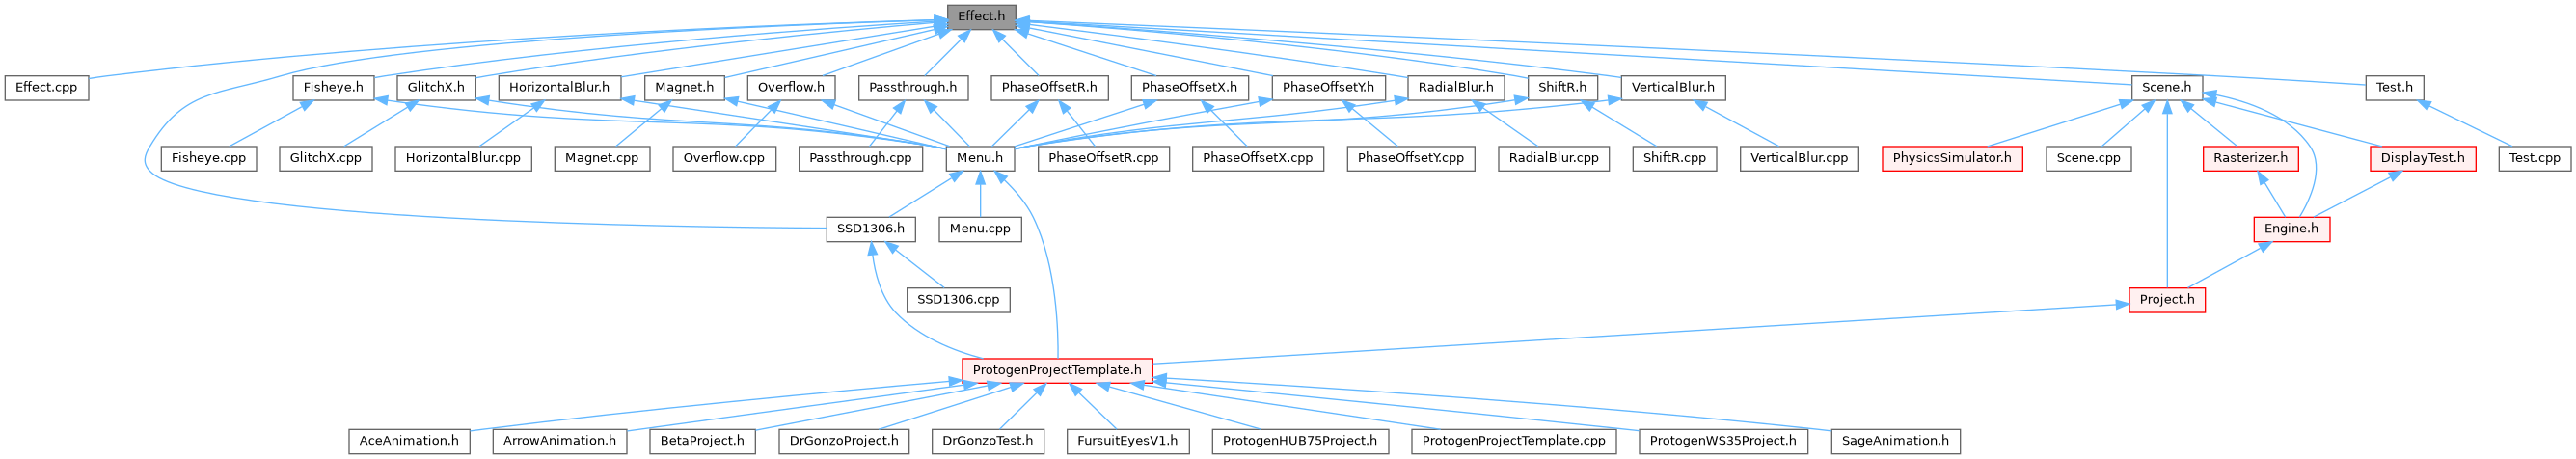 Effect.h
Effect.cpp
Fisheye.h
GlitchX.h
HorizontalBlur.h
Magnet.h
Overflow.h
Passthrough.h
PhaseOffsetR.h
PhaseOffsetX.h
PhaseOffsetY.h
RadialBlur.h
ShiftR.h
VerticalBlur.h
Scene.h
Test.h
Fisheye.cpp
GlitchX.cpp
HorizontalBlur.cpp
Magnet.cpp
Overflow.cpp
Passthrough.cpp
Menu.h
PhaseOffsetR.cpp
PhaseOffsetX.cpp
PhaseOffsetY.cpp
RadialBlur.cpp
ShiftR.cpp
VerticalBlur.cpp
PhysicsSimulator.h
Scene.cpp
Rasterizer.h
DisplayTest.h
Test.cpp
SSD1306.h
Menu.cpp
Engine.h
SSD1306.cpp
Project.h
ProtogenProjectTemplate.h
AceAnimation.h
ArrowAnimation.h
BetaProject.h
DrGonzoProject.h
DrGonzoTest.h
FursuitEyesV1.h
ProtogenHUB75Project.h
ProtogenProjectTemplate.cpp
ProtogenWS35Project.h
SageAnimation.h